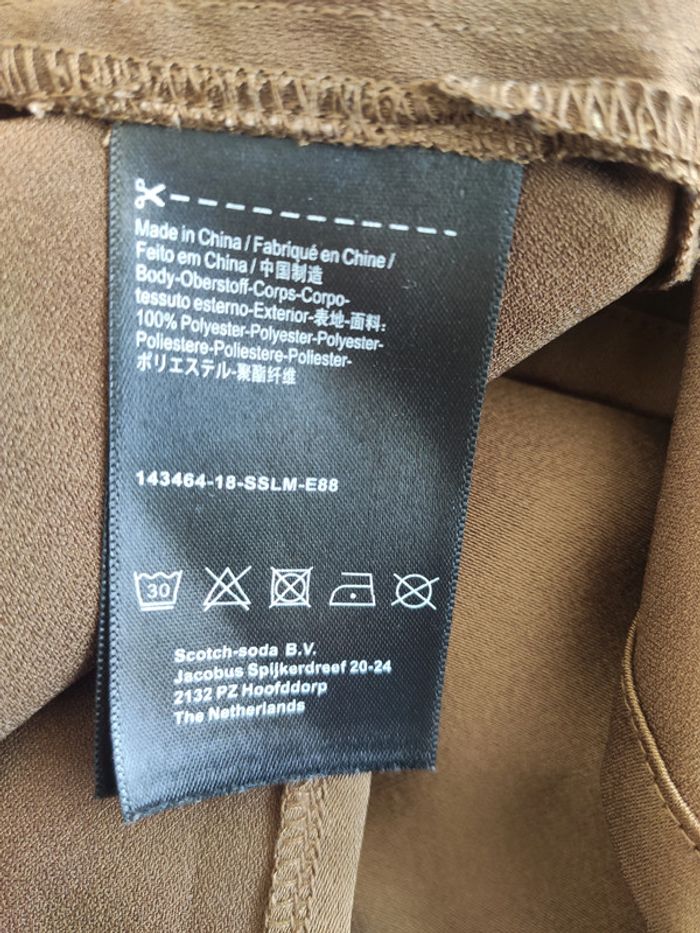 Made in China / Fabriqué en Chine /
Feito em China / 中国制造
Body-Oberstoff-Corps-Corpo-
tessuto esterno-Exterior-表地-面料:
100% Polyester-Polyester-Polyester-
Poliestere-Poliestere-Poliester-
ポリエステル-聚酯纤维
143464-18-SSLM-E88
30
Scotch-soda B.V.
Jacobus Spijkerdreef 20-24
2132 PZ Hoofddorp
The Netherlands